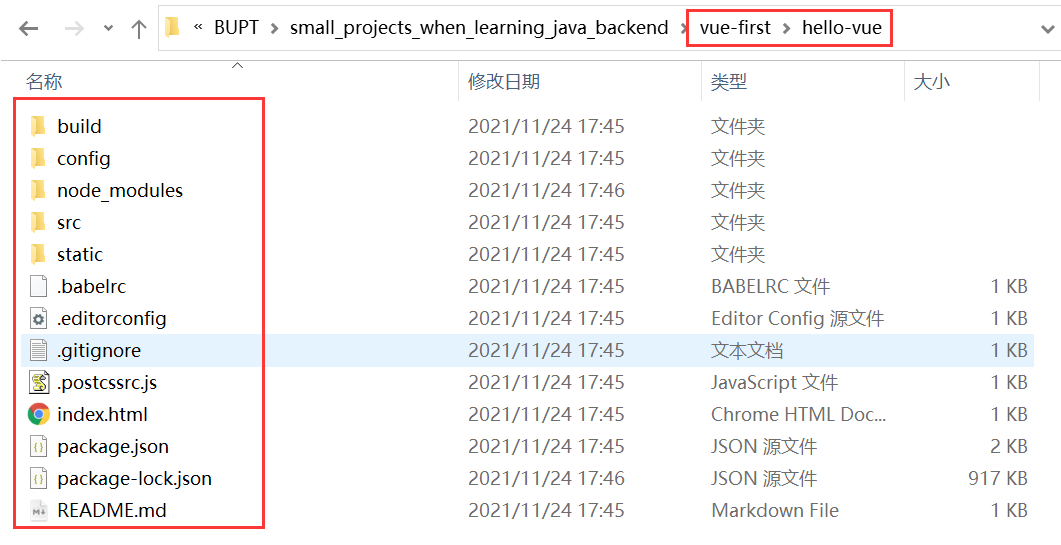 « BUPT > small_projects_when_learning_java_backend > vue-first > hello-vue
名称 修改日期 类型 大小
build 2021/11/24 17:45 文件夹
config 2021/11/24 17:45 文件夹
node_modules 2021/11/24 17:46 文件夹
src 2021/11/24 17:45 文件夹
static 2021/11/24 17:45 文件夹
.babelrc 2021/11/24 17:45 BABELRC 文件 1 KB
.editorconfig 2021/11/24 17:45 Editor Config 源文件 1 KB
.gitignore 2021/11/24 17:45 文本文档 1 KB
.postcssrc.js 2021/11/24 17:45 JavaScript 文件 1 KB
index.html 2021/11/24 17:45 Chrome HTML Doc... 1 KB
package.json 2021/11/24 17:45 JSON 源文件 2 KB
package-lock.json 2021/11/24 17:46 JSON 源文件 917 KB
README.md 2021/11/24 17:45 Markdown File 1 KB